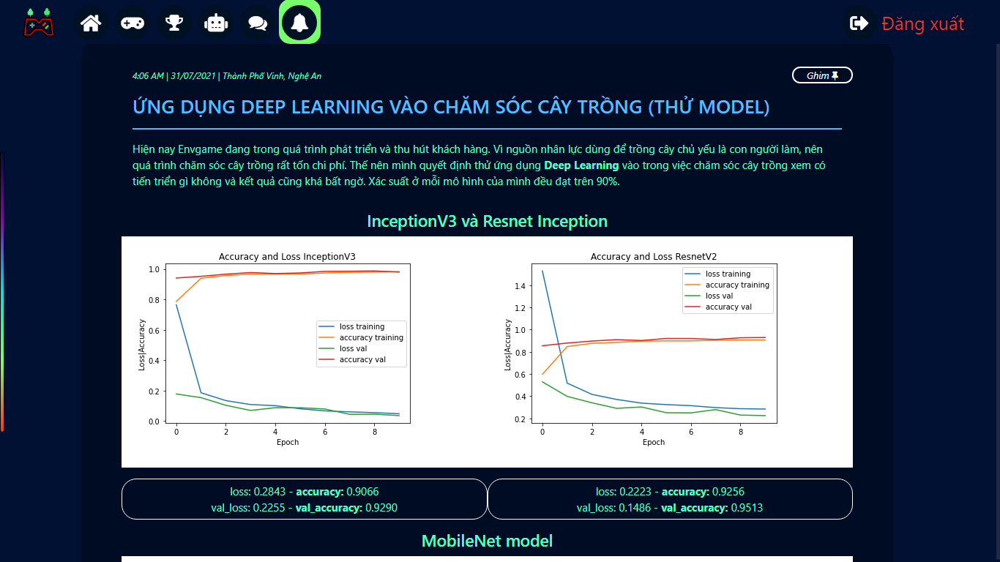 Đăng xuất
4:06 AM | 31/07/2021 | Thành Phố Vinh, Nghệ An
Ghim
ỨNG DỤNG DEEP LEARNING VÀO CHĂM SÓC CÂY TRỒNG (THỬ MODEL)
Hiện nay Envgame đang trong quá trình phát triển và thu hút khách hàng. Vì nguồn nhân lực dùng để trồng cây chủ yếu là con người làm, nên
quá trình chăm sóc cây trồng rất tốn chi phí. Thế nên mình quyết định thử ứng dụng Deep Learning vào trong việc chăm sóc cây trồng xem có
tiến triển gì không và kết quả cũng khá bất ngờ. Xác suất ở mỗi mô hình của mình đều đạt trên 90%.
InceptionV3 và Resnet Inception
Accuracy and Loss InceptionV3
1.0
0.8
0.6
0.4
0.2
0.0
Loss|Accuracy
loss training
accuracy training
loss val
accuracy val
0 2 4 6 8
Epoch
Accuracy and Loss ResnetV2
1.4
1.2
1.0
0.8
0.6
0.4
0.2
Loss|Accuracy
loss training
accuracy training
loss val
accuracy val
0 2 4 6 8
Epoch
loss: 0.2843 - accuracy: 0.9066
val_loss: 0.2255 - val_accuracy: 0.9290
loss: 0.2223 - accuracy: 0.9256
val_loss: 0.1486 - val_accuracy: 0.9513
MobileNet model